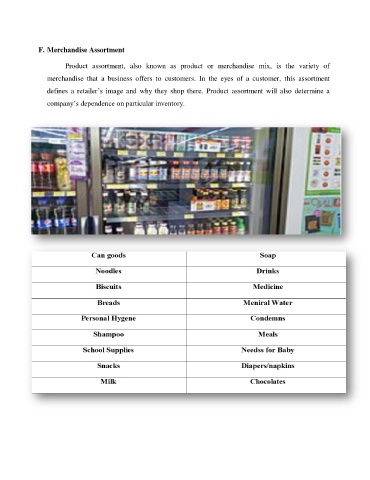 F. Merchandise Assortment
Product assortment, also known as product or merchandise mix, is the variety of
merchandise that a business offers to customers. In the eyes of a customer, this assortment
defines a retailer's image and why they shop there. Product assortment will also determine a
company's dependence on particular inventory.
Can goods Soap
Noodles Drinks
Biscuits Medicine
Breads Meniral Water
Personal Hygene Condemns
Shampoo Meals
School Supplies Needss for Baby
Snacks Diapers/napkins
Milk Chocolates